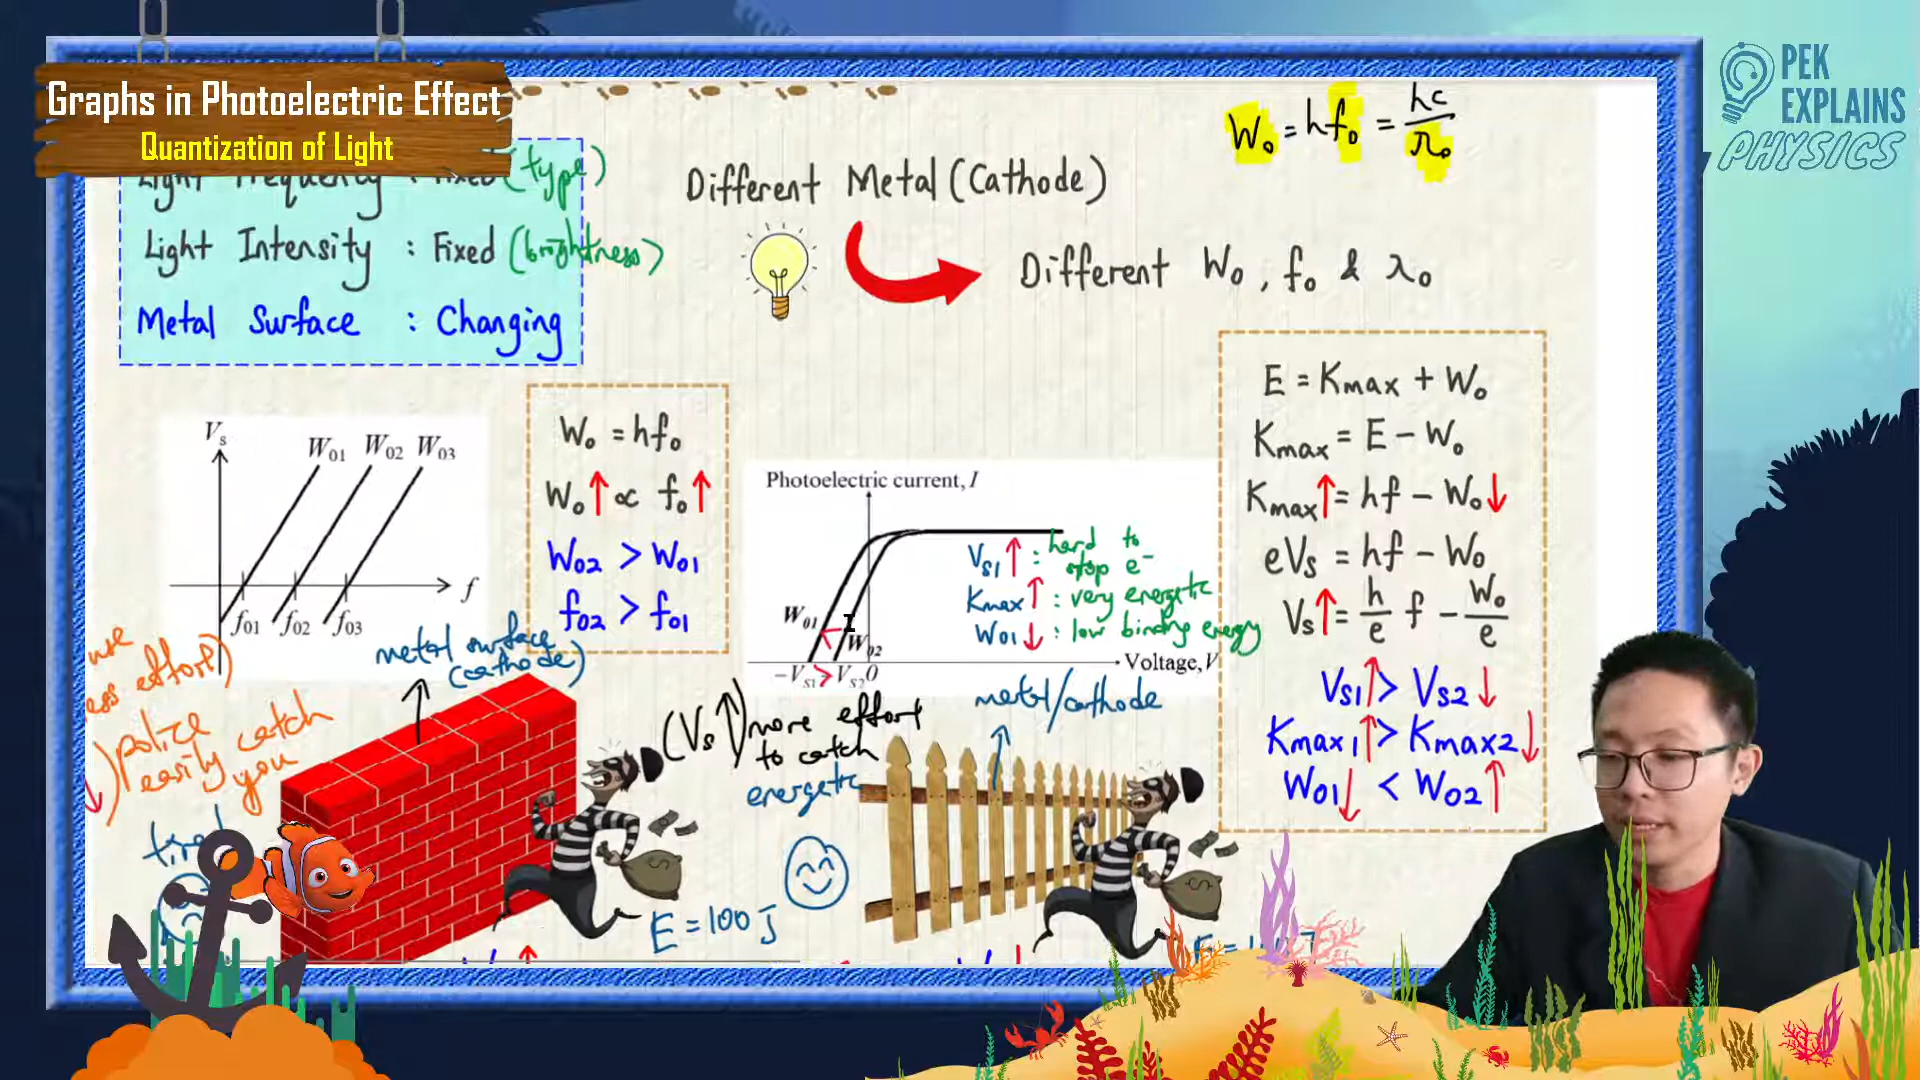 Graphs in Photoelectric Effect
Quantization of Light
PEK
EXPLAINS
PHYSICS
W₀ = hf₀ = hc/λ₀
Light Frequency : Fixed (type)
Light Intensity : Fixed (brightness)
Metal Surface : Changing
Different Metal (Cathode)
Different W₀, f₀ & λ₀
Vs
W01 W02 W03
f
f01 f02 f03
W₀ = hf₀
W₀↑ ∝ f₀↑
W02 > W01
f02 > f01
Photoelectric current, I
VS1↑ : hard to stop e⁻
Kmax↑ : very energetic
W01↓ : low binding energy
W01
W02
-VS1 > VS2 0
Voltage, V
E = Kmax + W₀
Kmax = E - W₀
Kmax↑ = hf - W₀↓
eVs = hf - W₀
Vs↑ = h/e f - W₀/e
VS1↑ > VS2↓
Kmax1↑ > Kmax2↓
W01↓ < W02↑
metal surface
(cathode)
effort)
police
easily catch
you
(Vs↑) more effort
to catch
energetic
metal/cathode
E = 100 J